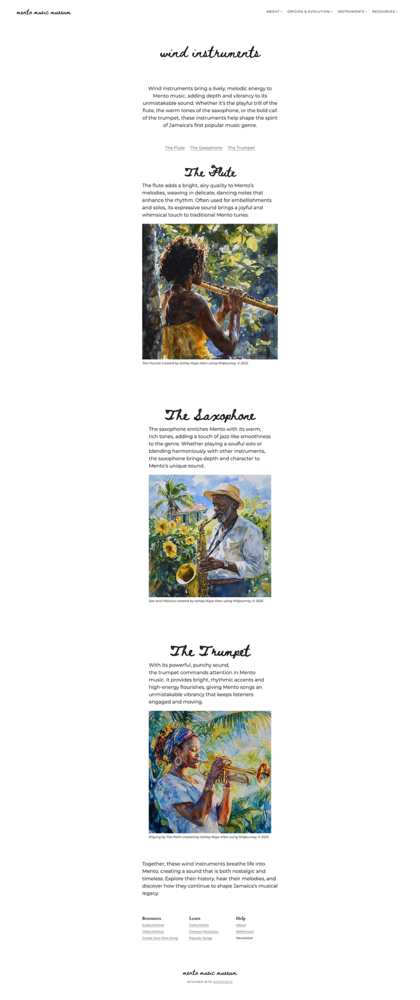 mento music museum
ABOUT ORIGINS & EVOLUTION INSTRUMENTS RESOURCES
wind instruments
Wind instruments bring a lively, melodic energy to
Mento music, adding depth and vibrancy to its
unmistakable sound. Whether it's the playful trill of the
flute, the warm tones of the saxophone, or the bold call
of the trumpet, these instruments help shape the spirit
of Jamaica's first popular music genre.
The Flute The Saxophone The Trumpet
The Flute
The flute adds a bright, airy quality to Mento's
melodies, weaving in delicate, dancing notes that
enhance the rhythm. Often used for embellishments
and solos, its expressive sound brings a joyful and
whimsical touch to traditional Mento tunes.
The Flautist created by Ashley-Kaye Allen using Midjourney, © 2025
The Saxophone
The saxophone enriches Mento with its warm,
rich tones, adding a touch of jazz-like smoothness
to the genre. Whether playing a soulful solo or
blending harmoniously with other instruments,
the saxophone brings depth and character to
Mento's unique sound.
Sax and Hibiscus created by Ashley-Kaye Allen using Midjourney, © 2025
The Trumpet
With its powerful, punchy sound,
the trumpet commands attention in Mento
music. It provides bright, rhythmic accents and
high-energy flourishes, giving Mento songs an
unmistakable vibrancy that keeps listeners
engaged and moving.
Playing by The Palm created by Ashley-Kaye Allen using Midjourney, © 2025
Together, these wind instruments breathe life into
Mento, creating a sound that is both nostalgic and
timeless. Explore their history, hear their melodies, and
discover how they continue to shape Jamaica's musical
legacy.
Resources Learn Help
Audio Archive Instruments About
Video Archive Famous Musicians References
Create Your Own Song Popular Songs Newsletter
mento music museum
DESIGNED WITH WORDPRESS